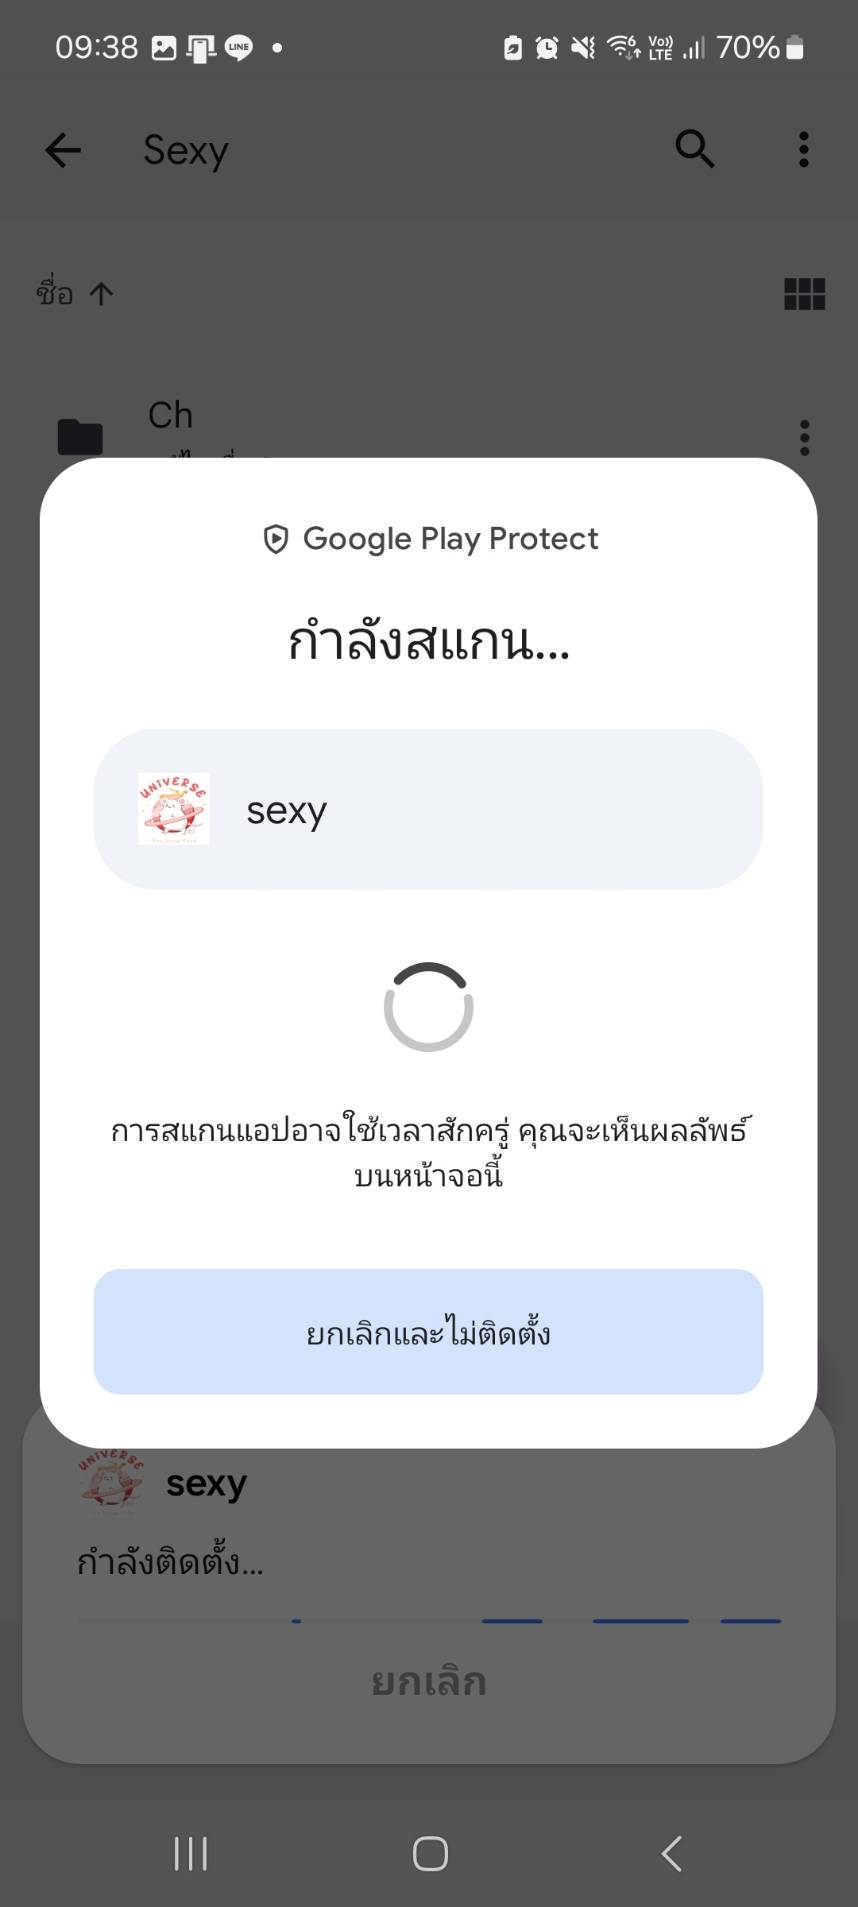 09:38 LINE Vo)) LTE 70%
Sexy
ชื่อ
Ch
Google Play Protect
กำลังสแกน...
UNIVERSE
sexy
การสแกนแอปอาจใช้เวลาสักครู่ คุณจะเห็นผลลัพธ์
บนหน้าจอนี้
ยกเลิกและไม่ติดตั้ง
UNIVERSE
sexy
กำลังติดตั้ง...
ยกเลิก